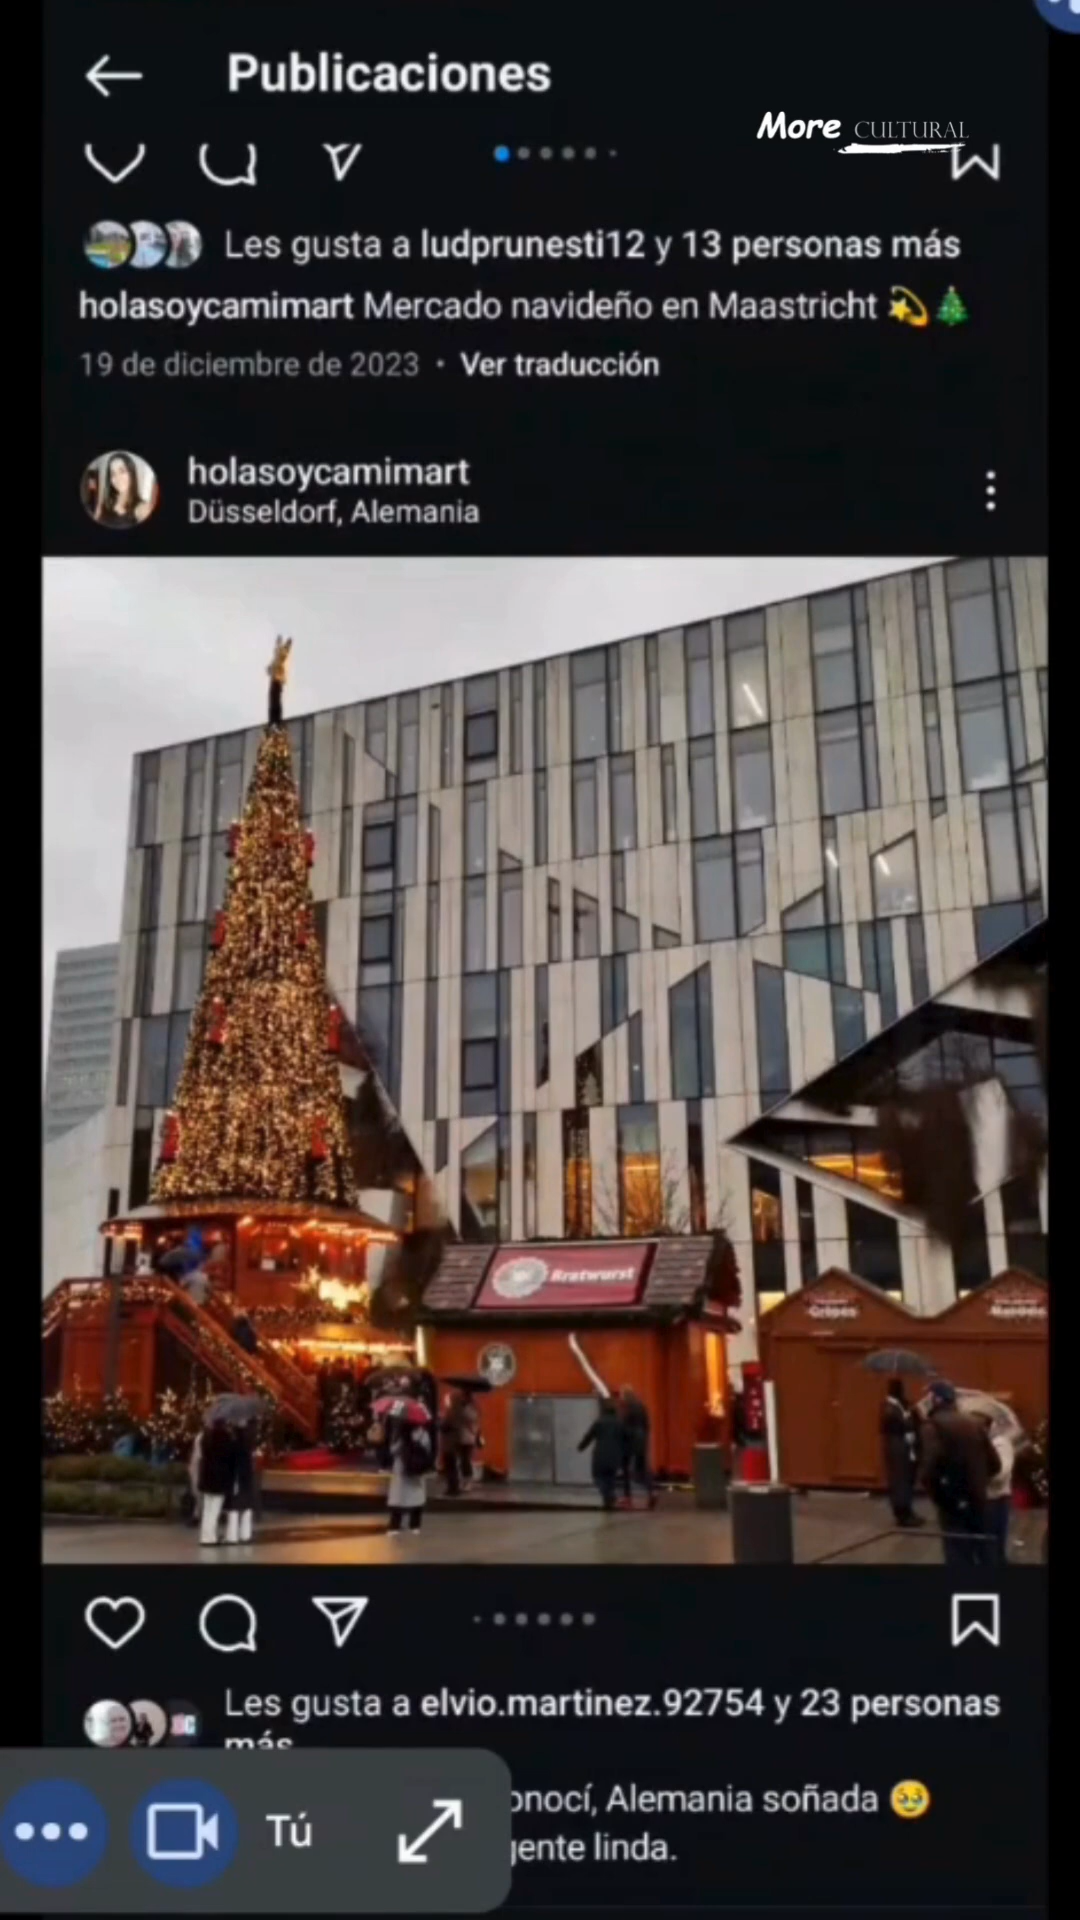 Publicaciones
More CULTURAL
Les gusta a ludprunesti12 y 13 personas más
holasoycamimart Mercado navideño en Maastricht 💫🎄
19 de diciembre de 2023 · Ver traducción
holasoycamimart
Düsseldorf, Alemania
Bratwurst
Crêpes
Les gusta a elvio.martinez.92754 y 23 personas
más
onocí, Alemania soñada 🥹
gente linda.
Tú